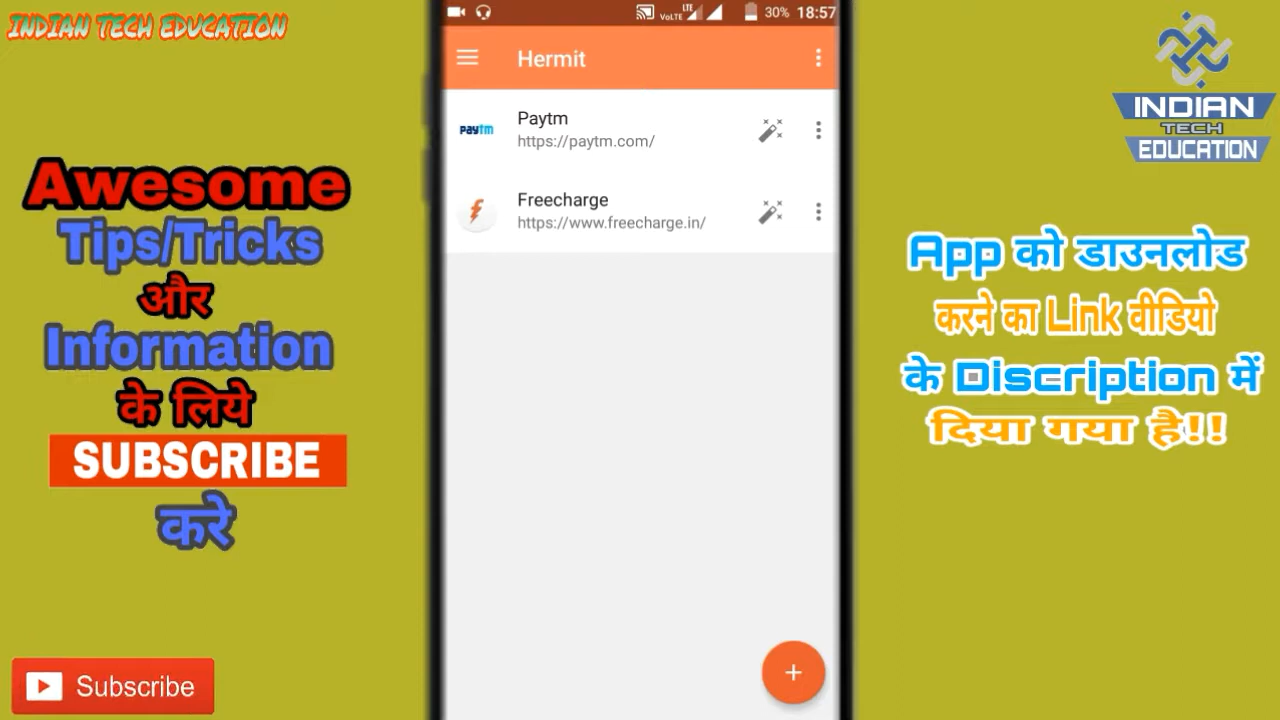 INDIAN TECH EDUCATION
Awesome
Tips/Tricks
और
Information
के लिये
SUBSCRIBE
करे
Subscribe
VoLTE LTE 30% 18:57
Hermit
Paytm
paytm
https://paytm.com/
Freecharge
https://www.freecharge.in/
+
INDIAN
TECH
EDUCATION
App को डाउनलोड
करने का Link वीडियो
के Discription में
दिया गया है!!